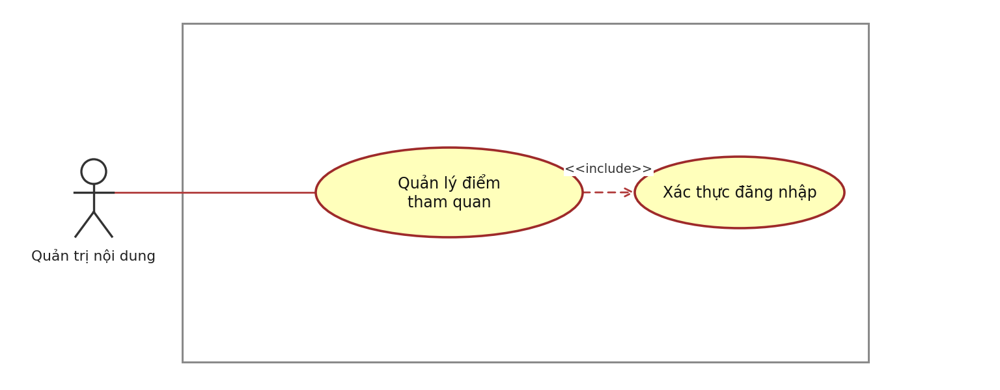 Quản lý điểm
tham quan
<<include>>
Xác thực đăng nhập
Quản trị nội dung